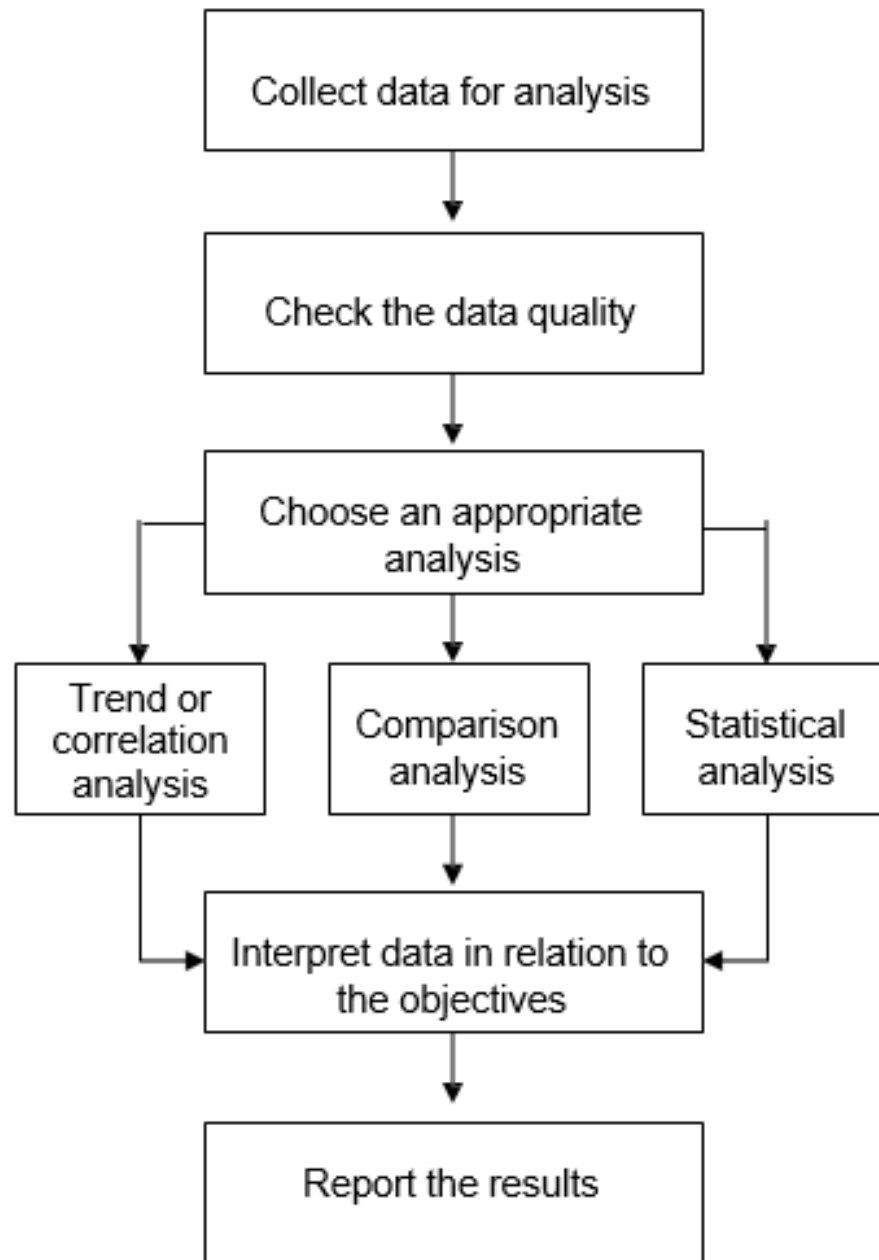 Collect data for analysis
Check the data quality
Choose an appropriate
analysis
Trend or
correlation
analysis
Comparison
analysis
Statistical
analysis
Interpret data in relation to
the objectives
Report the results